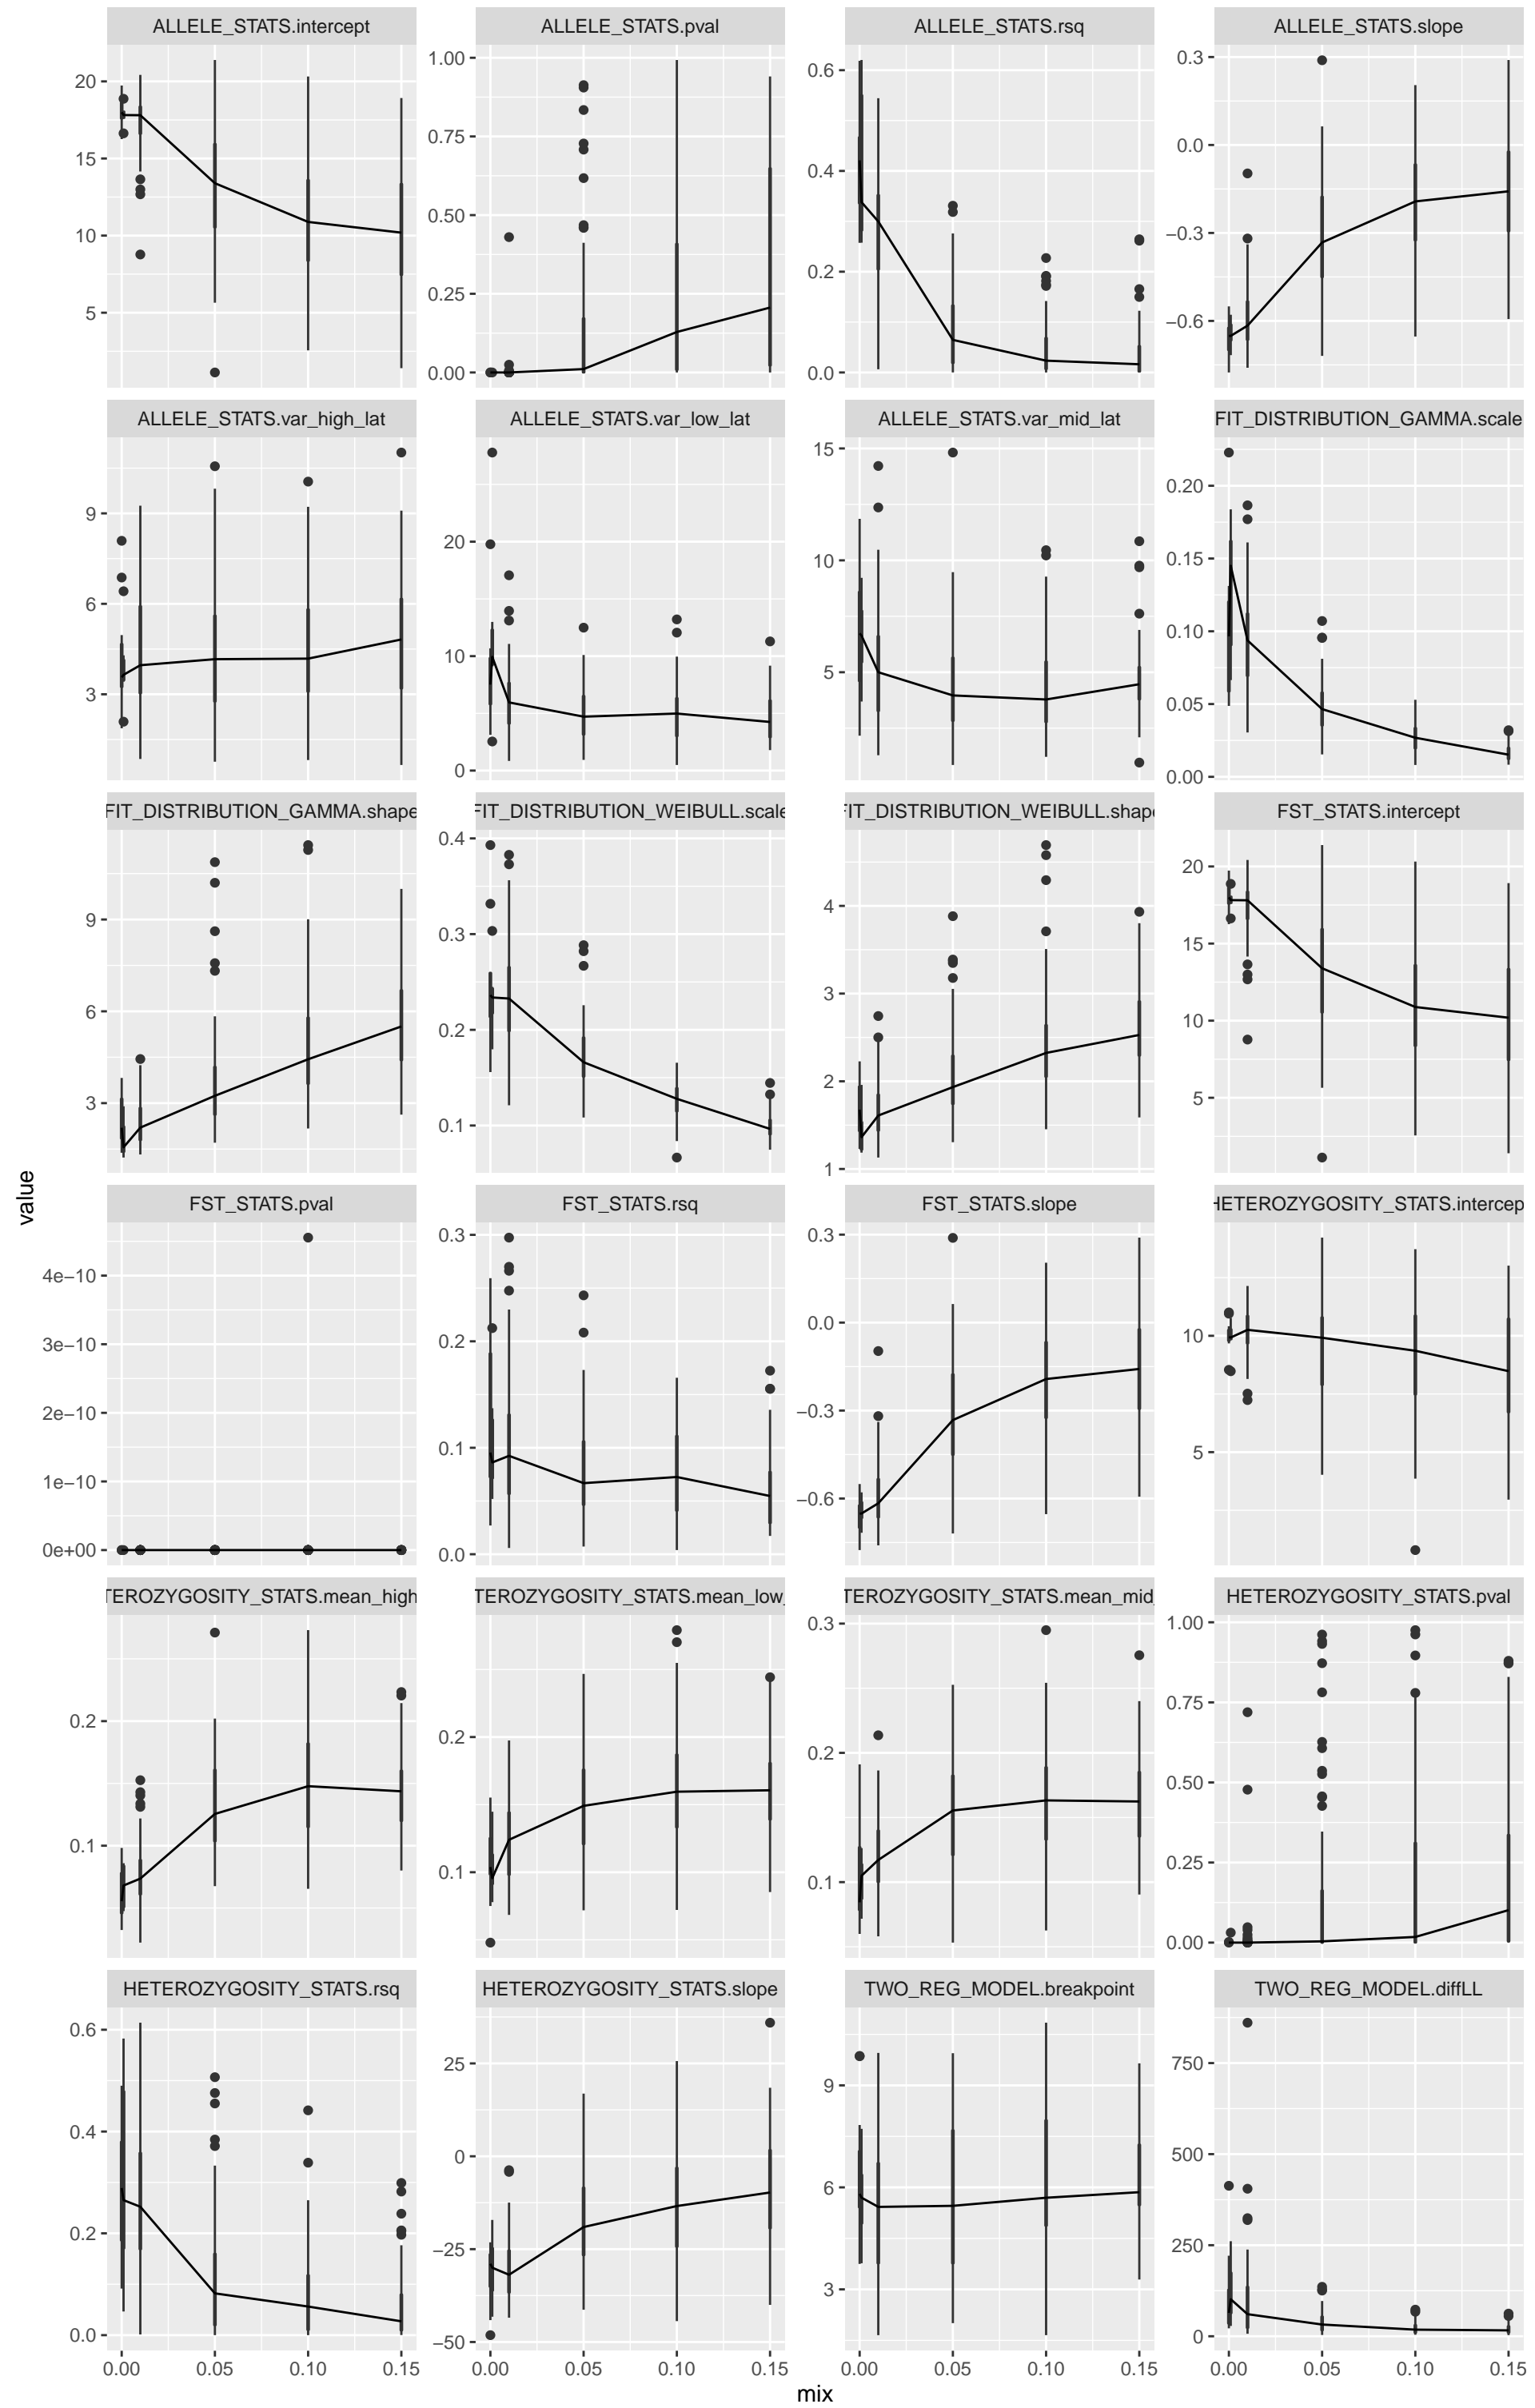 ALLELE_STATS.intercept ALLELE_STATS.pval ALLELE_STATS.rsq ALLELE_STATS.slope
20 15 10 5
1.00 0.75 0.50 0.25 0.00
0.6 0.4 0.2 0.0
0.3 0.0 −0.3 −0.6
ALLELE_STATS.var_high_lat ALLELE_STATS.var_low_lat ALLELE_STATS.var_mid_lat FIT_DISTRIBUTION_GAMMA.scale
9 6 3
20 10 0
15 10 5
0.20 0.15 0.10 0.05 0.00
FIT_DISTRIBUTION_GAMMA.shape FIT_DISTRIBUTION_WEIBULL.scale FIT_DISTRIBUTION_WEIBULL.shape FST_STATS.intercept
9 6 3
0.4 0.3 0.2 0.1
4 3 2 1
20 15 10 5
value
FST_STATS.pval FST_STATS.rsq FST_STATS.slope HETEROZYGOSITY_STATS.intercep
4e−10 3e−10 2e−10 1e−10 0e+00
0.3 0.2 0.1 0.0
0.3 0.0 −0.3 −0.6
10 5
TEROZYGOSITY_STATS.mean_high TEROZYGOSITY_STATS.mean_low_ TEROZYGOSITY_STATS.mean_mid_ HETEROZYGOSITY_STATS.pval
0.2 0.1
0.2 0.1
0.3 0.2 0.1
1.00 0.75 0.50 0.25 0.00
HETEROZYGOSITY_STATS.rsq HETEROZYGOSITY_STATS.slope TWO_REG_MODEL.breakpoint TWO_REG_MODEL.diffLL
0.6 0.4 0.2 0.0
25 0 −25 −50
9 6 3
750 500 250 0
0.00 0.05 0.10 0.15 0.00 0.05 0.10 0.15 0.00 0.05 0.10 0.15 0.00 0.05 0.10 0.15
mix